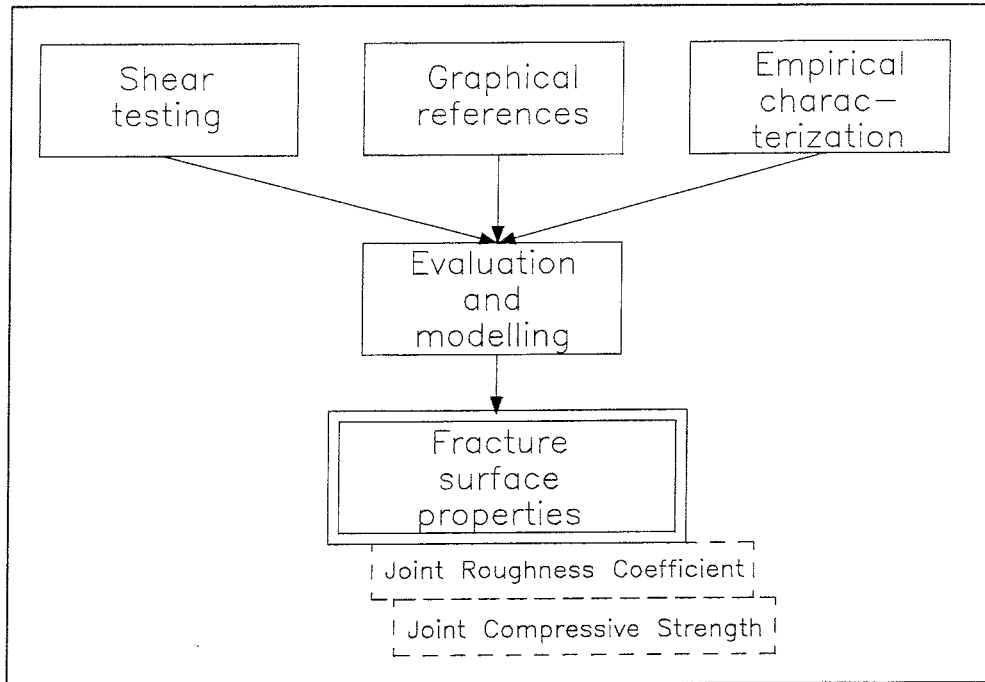 Shear
testing
Graphical
references
Empirical
charac-
terization
Evaluation
and
modelling
Fracture
surface
properties
Joint Roughness Coefficient
Joint Compressive Strength